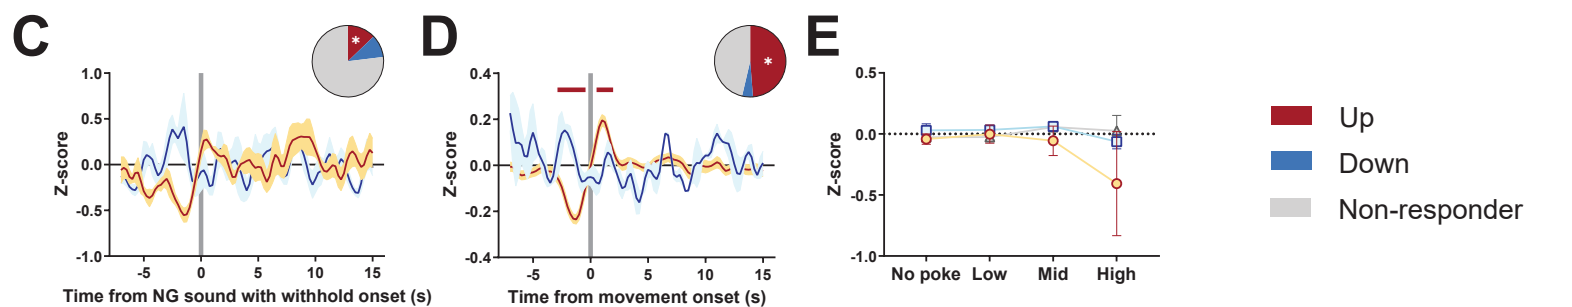 C
D
E
*
*
1.0
0.5
0.0
-0.5
-1.0
Z-score
-5
0
5
10
15
Time from NG sound with withhold onset (s)
0.4
0.2
0.0
-0.2
-0.4
Z-score
-5
0
5
10
15
Time from movement onset (s)
0.5
0.0
-0.5
-1.0
Z-score
No poke
Low
Mid
High
Up
Down
Non-responder